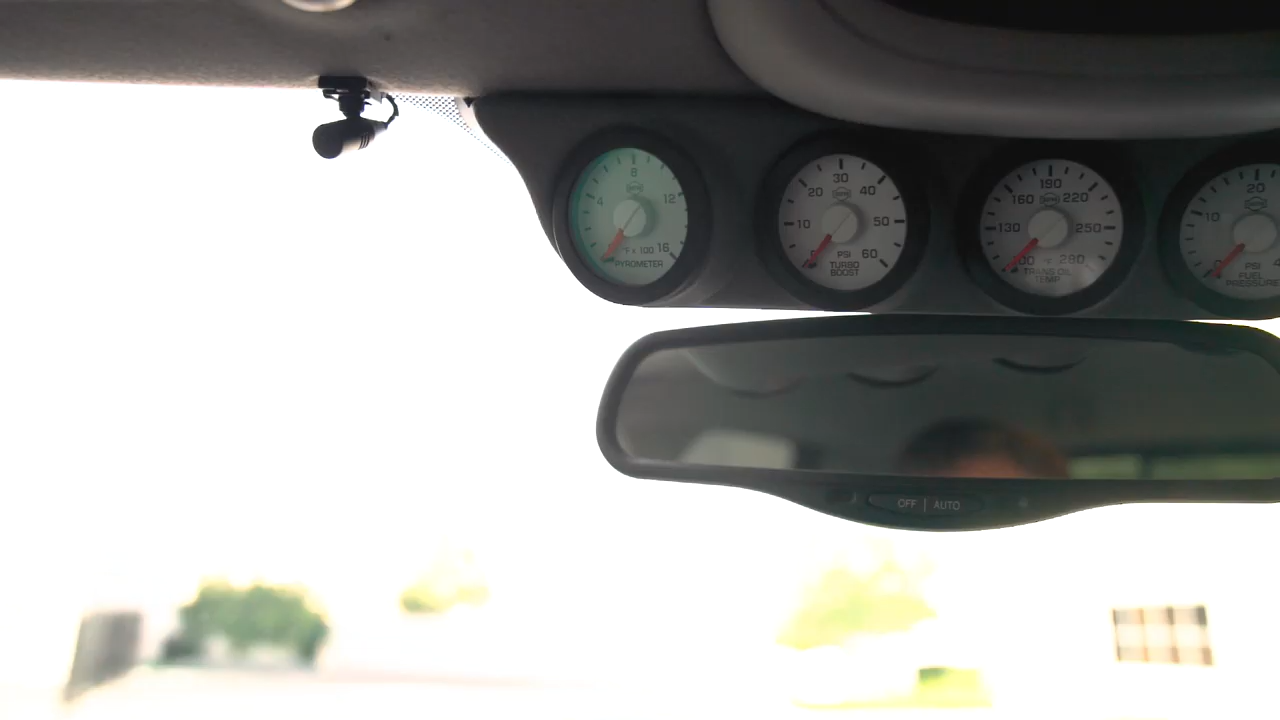 4 8 12 16
°F x 100
PYROMETER
10 20 30 40 50 60
PSI
TURBO
BOOST
130 160 190 220 250 280
°F
TRANS OIL
TEMP
0 10 20
PSI
FUEL
PRESSURE
OFF | AUTO